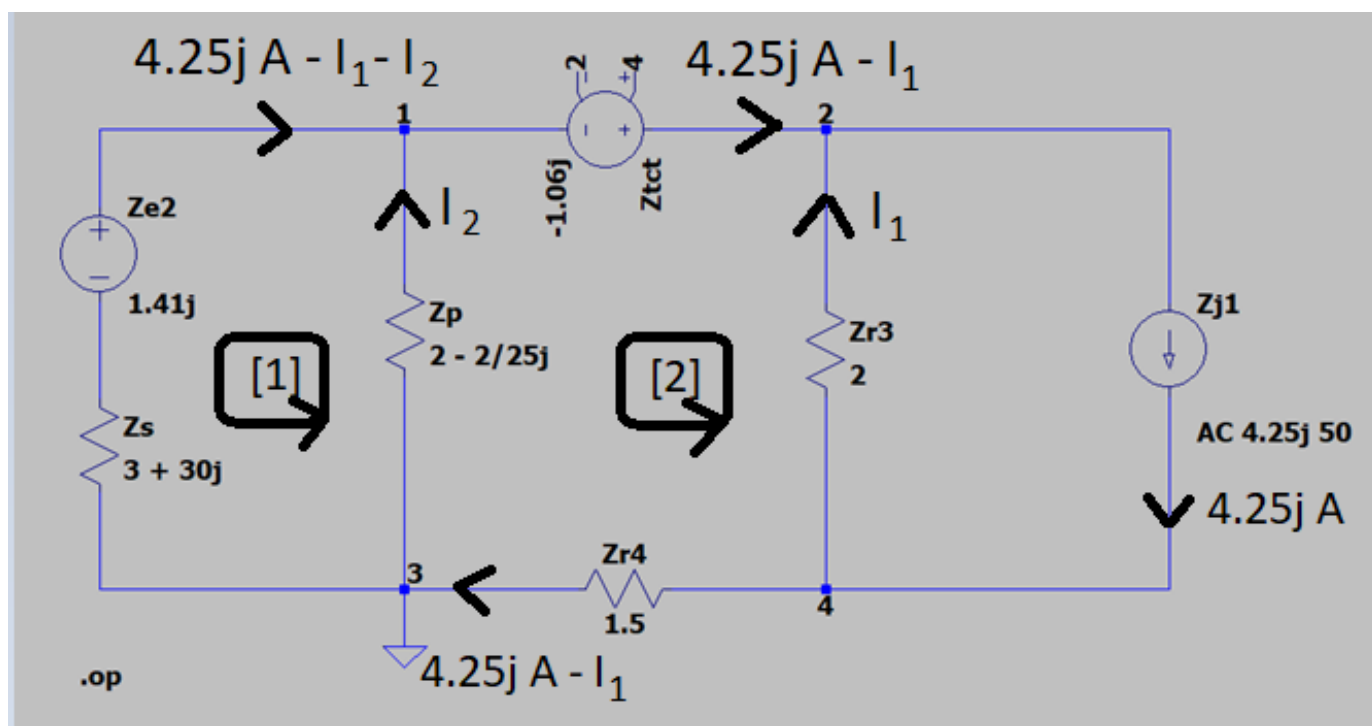 4.25j A - I₁- I₂
4.25j A - I₁
-2
+4
1
2
- +
-1.06j
Ztct
Ze2
+
−
1.41j
I₂
I₁
Zp
2 - 2/25j
Zr3
2
Zj1
[1]
[2]
Zs
3 + 30j
AC 4.25j 50
4.25j A
Zr4
3
4
1.5
4.25j A - I₁
.op